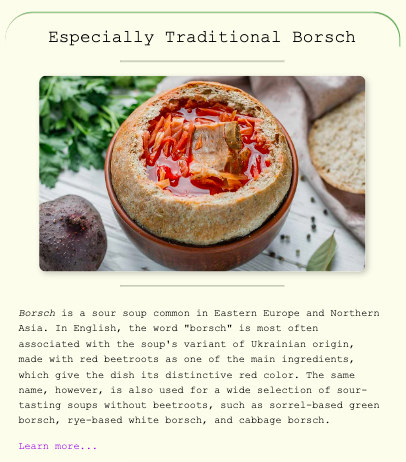 Especially Traditional Borsch
Borsch is a sour soup common in Eastern Europe and Northern
Asia. In English, the word "borsch" is most often
associated with the soup's variant of Ukrainian origin,
made with red beetroots as one of the main ingredients,
which give the dish its distinctive red color. The same
name, however, is also used for a wide selection of sour-
tasting soups without beetroots, such as sorrel-based green
borsch, rye-based white borsch, and cabbage borsch.
Learn more...